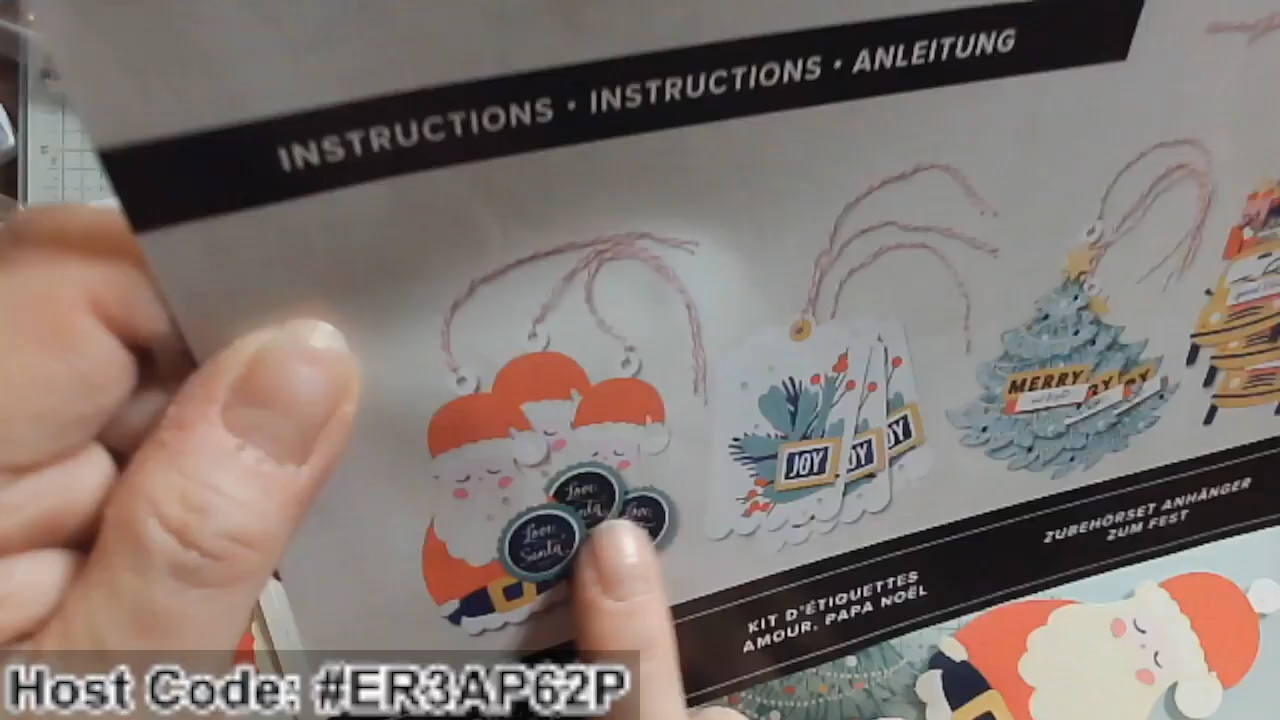 INSTRUCTIONS • INSTRUCTIONS • ANLEITUNG
Love,
Santa
Love,
Love,
JOY
JOY
JOY
MERRY
KIT D'ÉTIQUETTES
AMOUR, PAPA NOËL
ZUBEHÖRSET ANHÄNGER
ZUM FEST
Host Code: #ER3AP62P